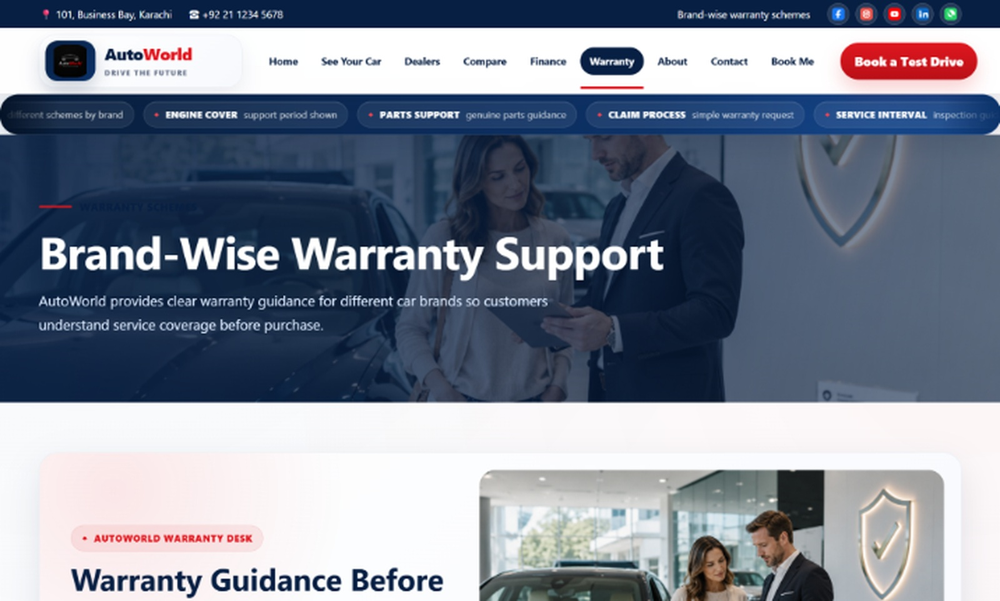 101, Business Bay, Karachi
+92 21 1234 5678
Brand-wise warranty schemes
AutoWorld
DRIVE THE FUTURE
Home
See Your Car
Dealers
Compare
Finance
Warranty
About
Contact
Book Me
Book a Test Drive
different schemes by brand
ENGINE COVER support period shown
PARTS SUPPORT genuine parts guidance
CLAIM PROCESS simple warranty request
SERVICE INTERVAL inspection
WARRANTY SCHEMES
Brand-Wise Warranty Support
AutoWorld provides clear warranty guidance for different car brands so customers
understand service coverage before purchase.
AUTOWORLD WARRANTY DESK
Warranty Guidance Before